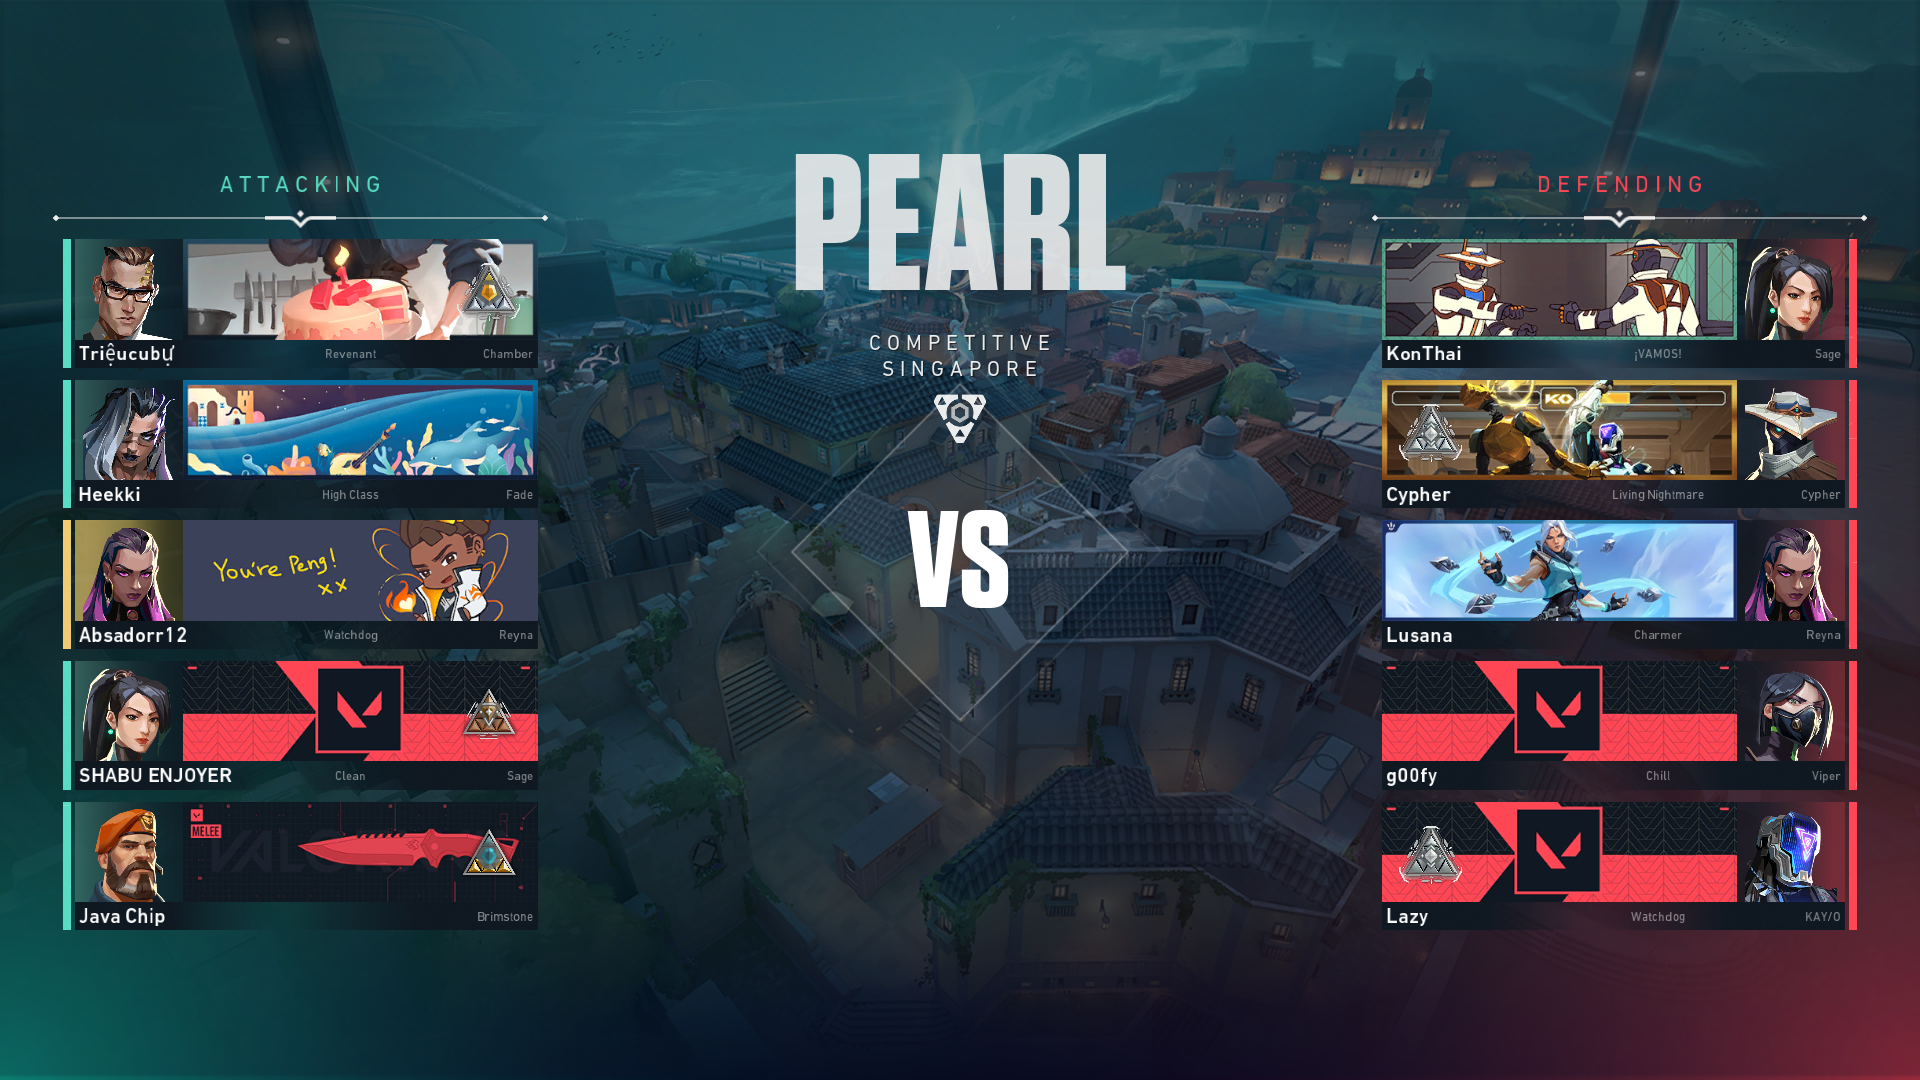 PEARL
COMPETITIVE
SINGAPORE
VS
ATTACKING
Triệucubự Revenant Chamber
Heekki High Class Fade
You're Peng!
xx
Absadorr12 Watchdog Reyna
SHABU ENJOYER Clean Sage
MELEE
Java Chip Brimstone
DEFENDING
KonThai ¡VAMOS! Sage
KO
Cypher Living Nightmare Cypher
Lusana Charmer Reyna
g00fy Chill Viper
Lazy Watchdog KAY/O